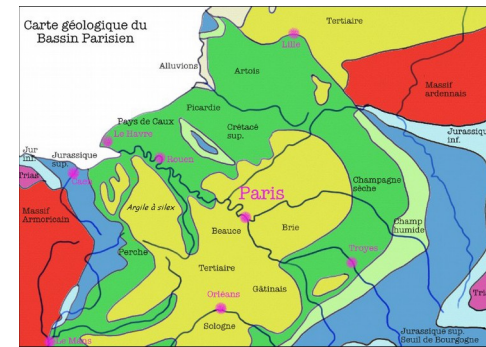 Carte géologique du
Bassin Parisien
Tertiaire
Lille
Alluvions
Artois
Massif
ardennais
Picardie
Pays de Caux
Crétacé
sup.
Le Havre
Jurassique
inf.
Jur
inf.
Jurassique
sup.
Rouen
Trias
Caen
Champagne
sèche
Paris
Argile à silex
Massif
Armoricain
Beauce
Brie
Champ
humide
Perche
Troyes
Tertiaire
Gâtinais
Orléans
Tri
Sologne
Jurassique sup.
Seuil de Bourgogne
Le Mans